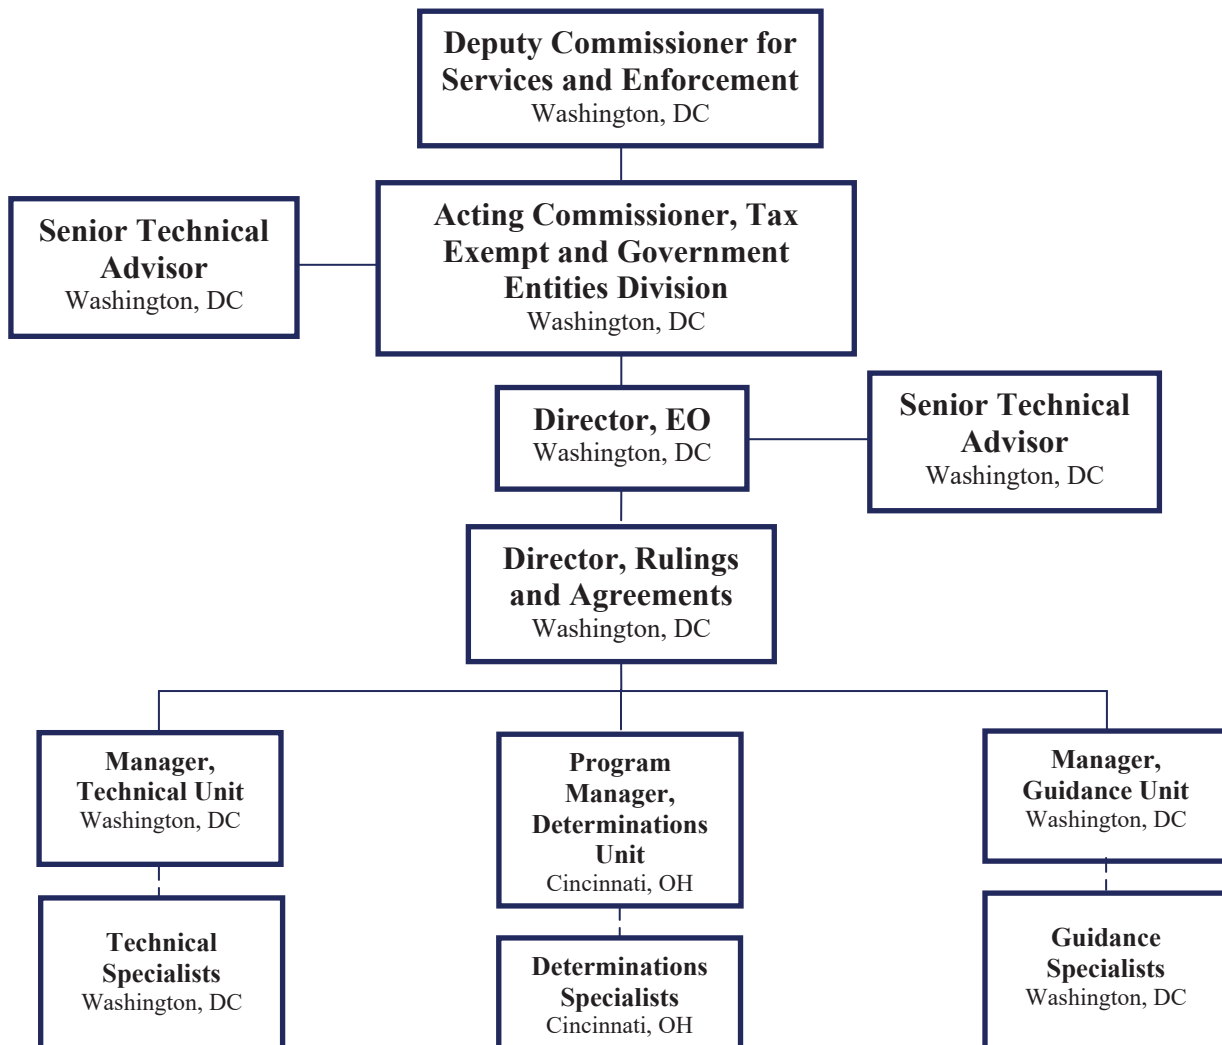 Deputy Commissioner for
Services and Enforcement
Washington, DC
Senior Technical
Advisor
Washington, DC
Acting Commissioner, Tax
Exempt and Government
Entities Division
Washington, DC
Director, EO
Washington, DC
Senior Technical
Advisor
Washington, DC
Director, Rulings
and Agreements
Washington, DC
Manager,
Technical Unit
Washington, DC
Program
Manager,
Determinations
Unit
Cincinnati, OH
Manager,
Guidance Unit
Washington, DC
Technical
Specialists
Washington, DC
Determinations
Specialists
Cincinnati, OH
Guidance
Specialists
Washington, DC